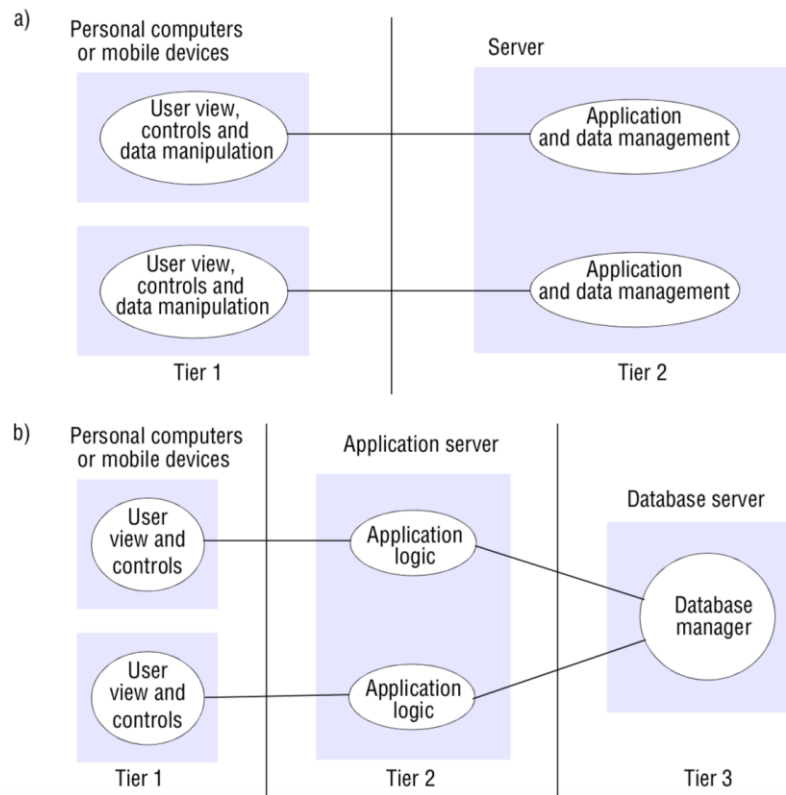 a)
Personal computers
or mobile devices
Server
User view,
controls and
data manipulation
Application
and data management
User view,
controls and
data manipulation
Application
and data management
Tier 1
Tier 2
b)
Personal computers
or mobile devices
Application server
Database server
User
view and
controls
Application
logic
Database
manager
User
view and
controls
Application
logic
Tier 1
Tier 2
Tier 3